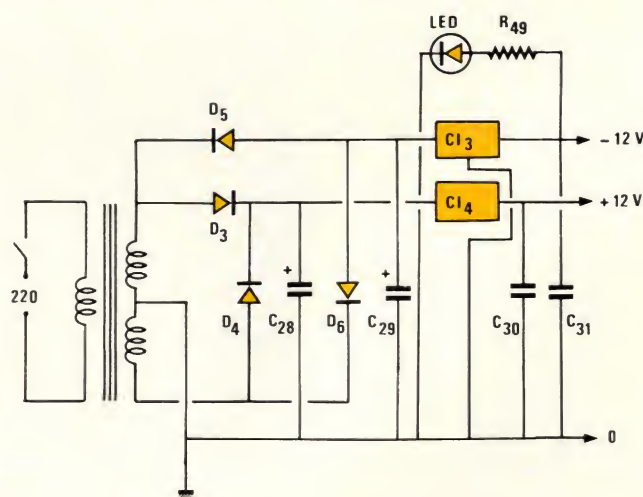 LED
R49
D5
CI3
− 12 V
D3
CI4
+ 12 V
220
+
+
D4
C28
D6
C29
C30
C31
0